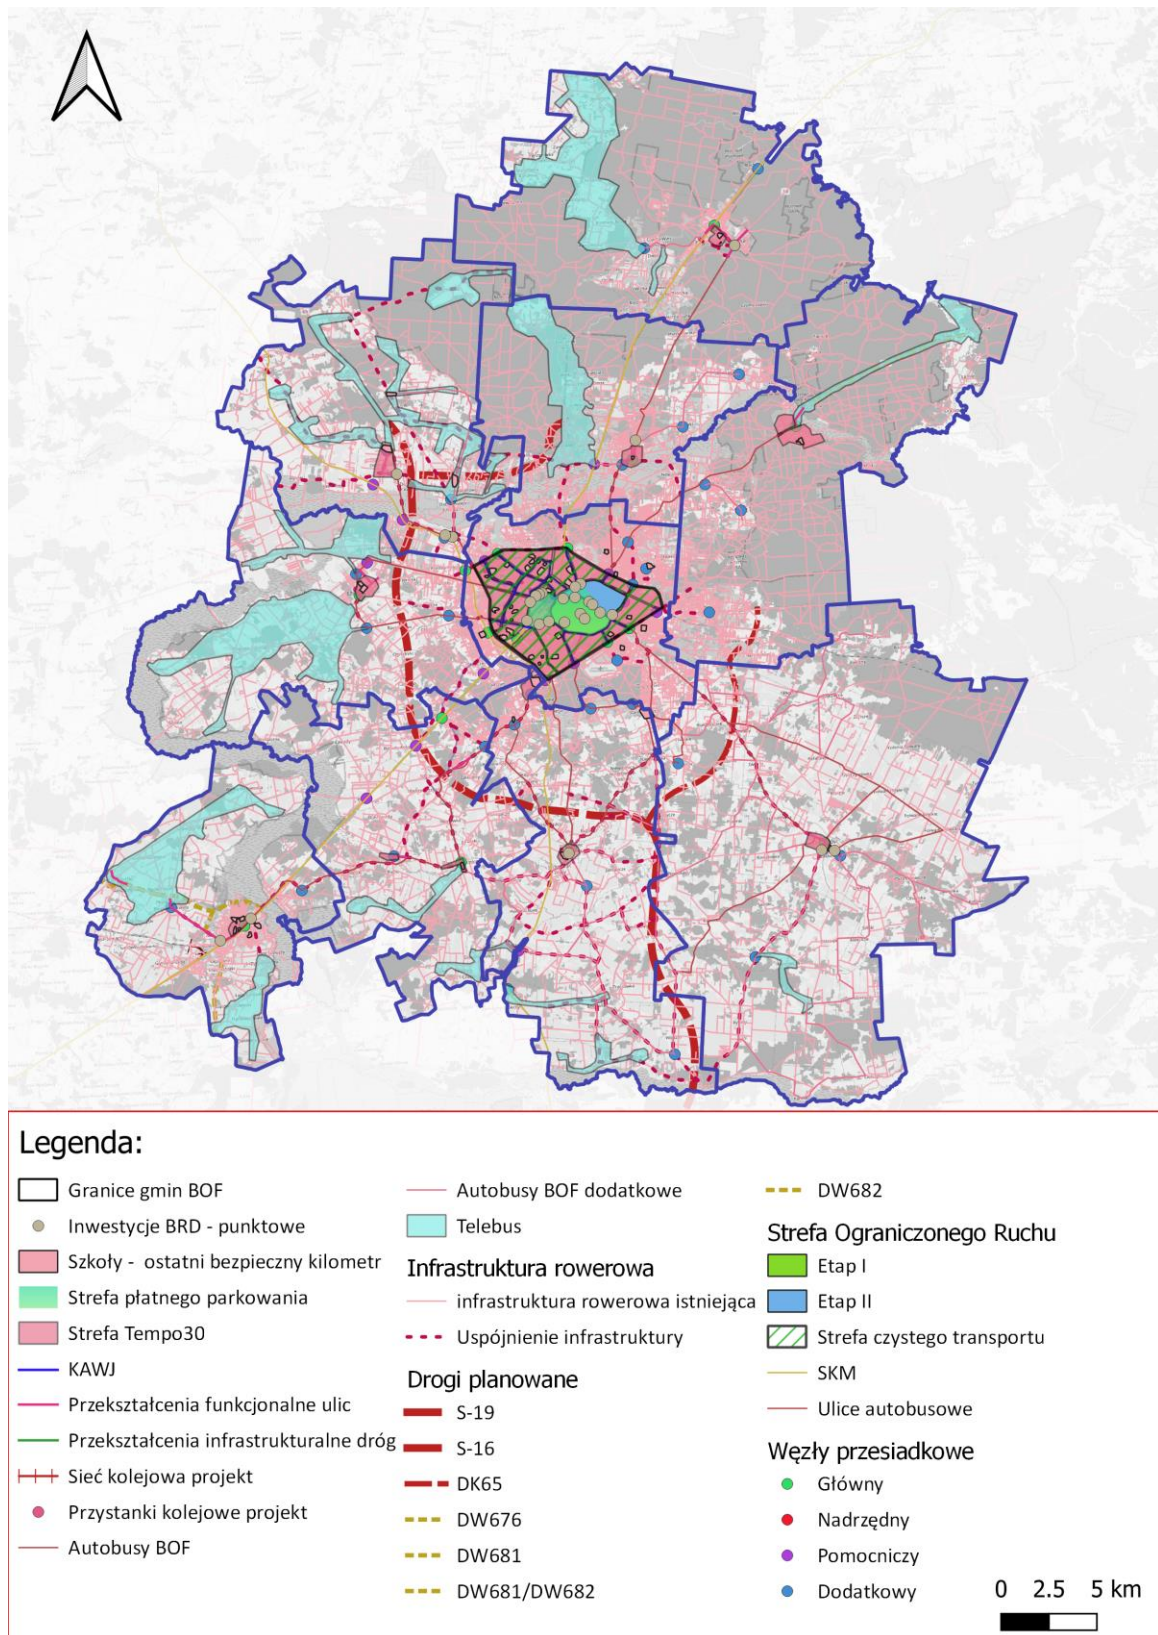 Legenda:
Granice gmin BOF
Inwestycje BRD - punktowe
Szkoły - ostatni bezpieczny kilometr
Strefa płatnego parkowania
Strefa Tempo30
KAWJ
Przekształcenia funkcjonalne ulic
Przekształcenia infrastrukturalne dróg
Sieć kolejowa projekt
Przystanki kolejowe projekt
Autobusy BOF
Autobusy BOF dodatkowe
Telebus
Infrastruktura rowerowa
infrastruktura rowerowa istniejąca
Uspójnienie infrastruktury
Drogi planowane
S-19
S-16
DK65
DW676
DW681
DW681/DW682
DW682
Strefa Ograniczonego Ruchu
Etap I
Etap II
Strefa czystego transportu
SKM
Ulice autobusowe
Węzły przesiadkowe
Główny
Nadrzędny
Pomocniczy
Dodatkowy
0 2.5 5 km